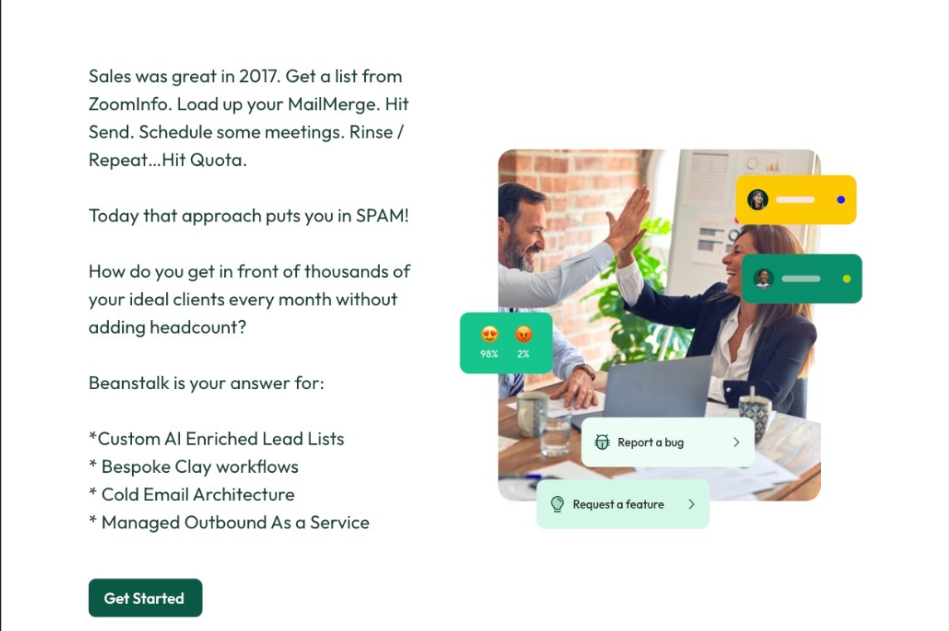 Sales was great in 2017. Get a list from
ZoomInfo. Load up your MailMerge. Hit
Send. Schedule some meetings. Rinse /
Repeat...Hit Quota.
Today that approach puts you in SPAM!
How do you get in front of thousands of
your ideal clients every month without
adding headcount?
Beanstalk is your answer for:
*Custom AI Enriched Lead Lists
* Bespoke Clay workflows
* Cold Email Architecture
* Managed Outbound As a Service
Get Started
98% 2%
Report a bug
Request a feature